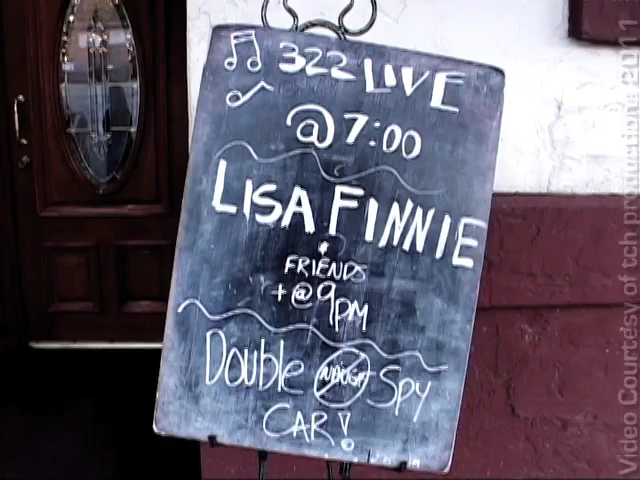 322 LIVE
@ 7:00
LISA FINNIE
&
FRIENDS
+ @ 9PM
DOUBLE SPY
CAR!
Video Courtesy of tch productions 2011